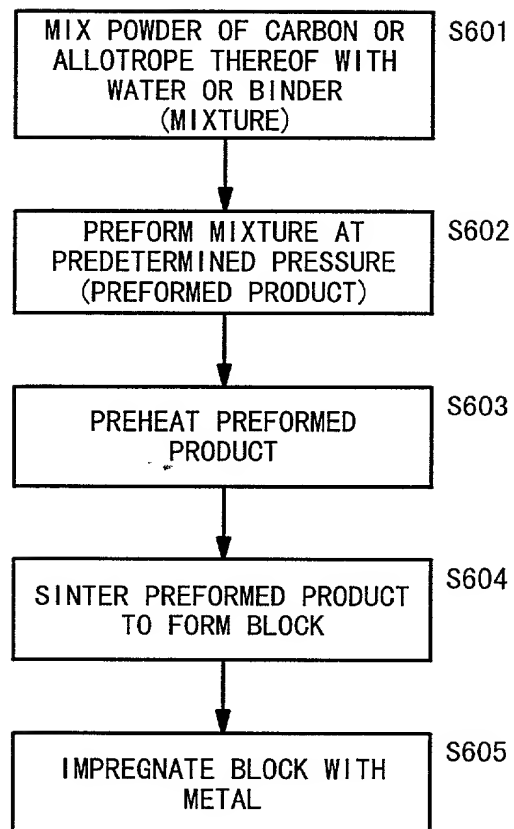 MIX POWDER OF CARBON OR
ALLOTROPE THEREOF WITH
WATER OR BINDER
(MIXTURE)
S601
PREFORM MIXTURE AT
PREDETERMINED PRESSURE
(PREFORMED PRODUCT)
S602
PREHEAT PREFORMED
PRODUCT
S603
SINTER PREFORMED PRODUCT
TO FORM BLOCK
S604
IMPREGNATE BLOCK WITH
METAL
S605